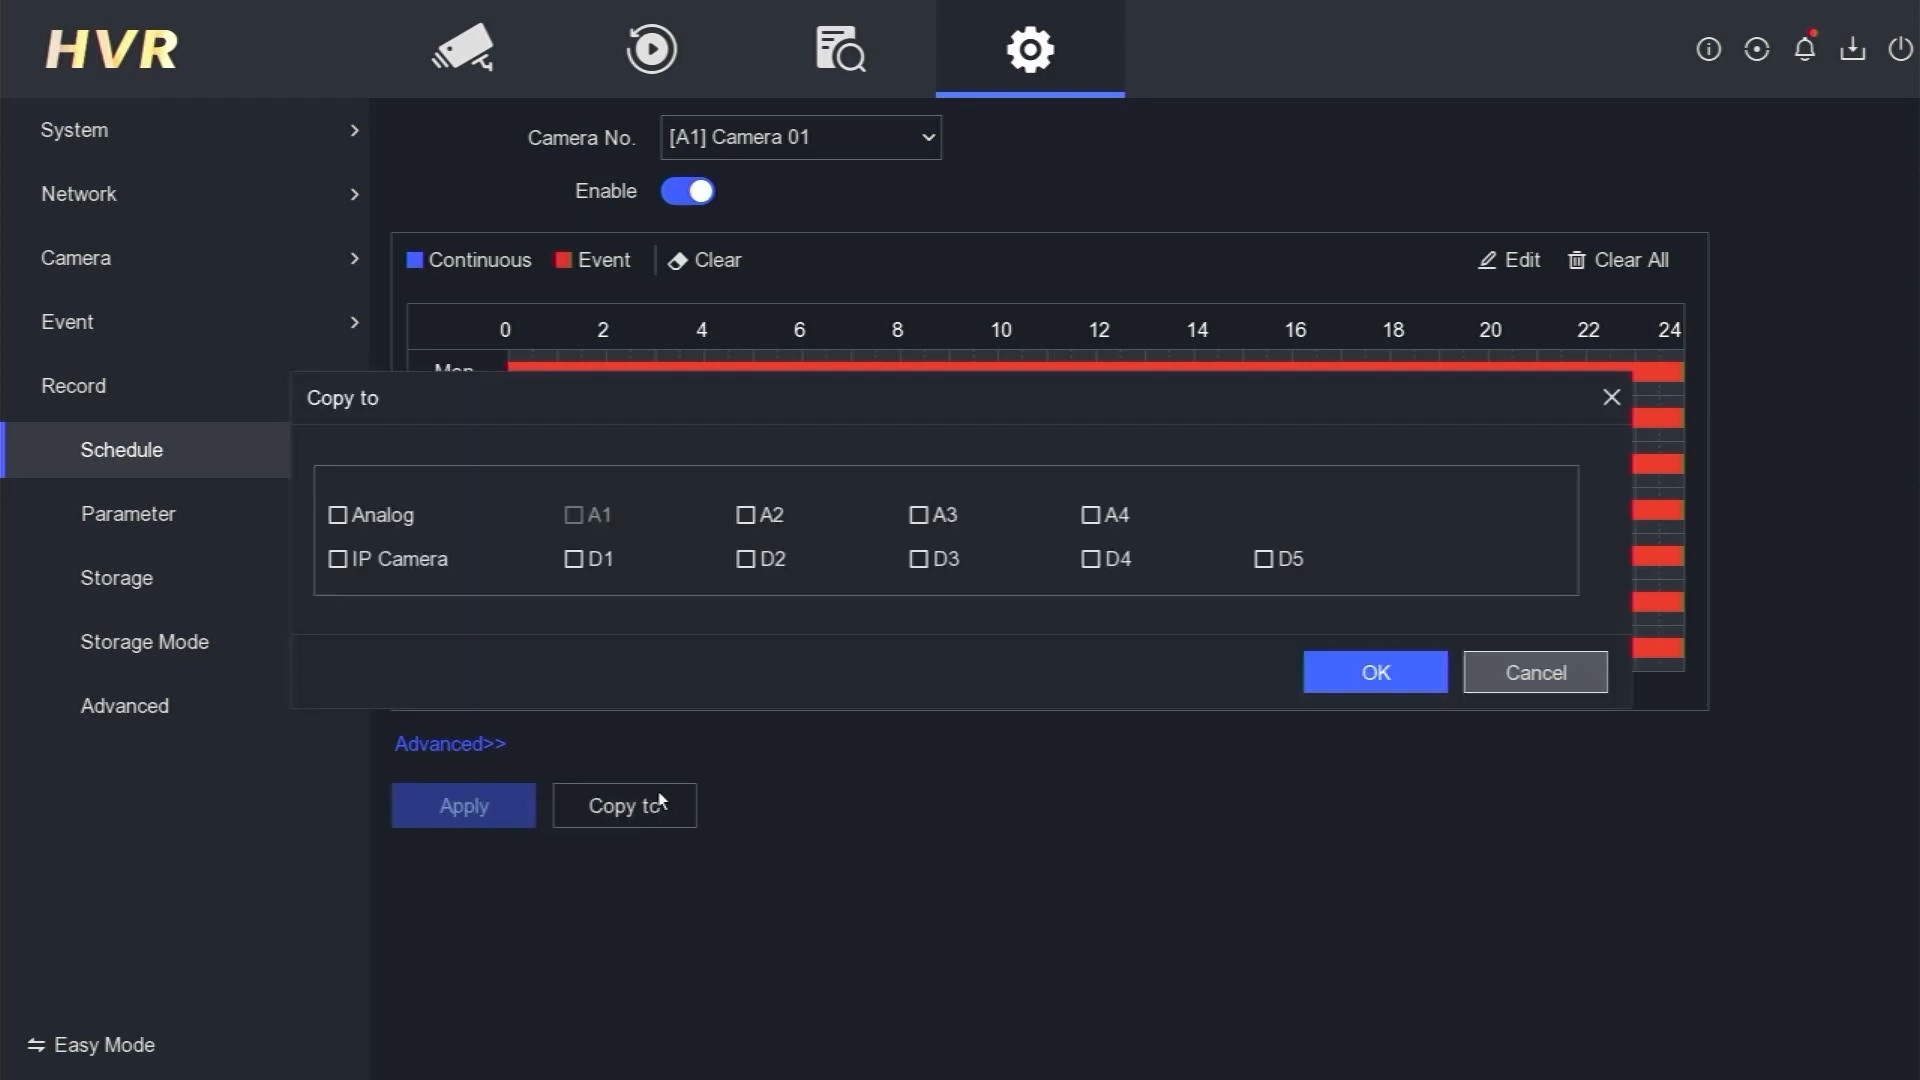 HVR
System
Network
Camera
Event
Record
Schedule
Parameter
Storage
Storage Mode
Advanced
Easy Mode
Camera No. [A1] Camera 01
Enable
Continuous Event Clear Edit Clear All
0 2 4 6 8 10 12 14 16 18 20 22 24
Mon
Copy to
Analog A1 A2 A3 A4
IP Camera D1 D2 D3 D4 D5
OK Cancel
Advanced>>
Apply Copy to